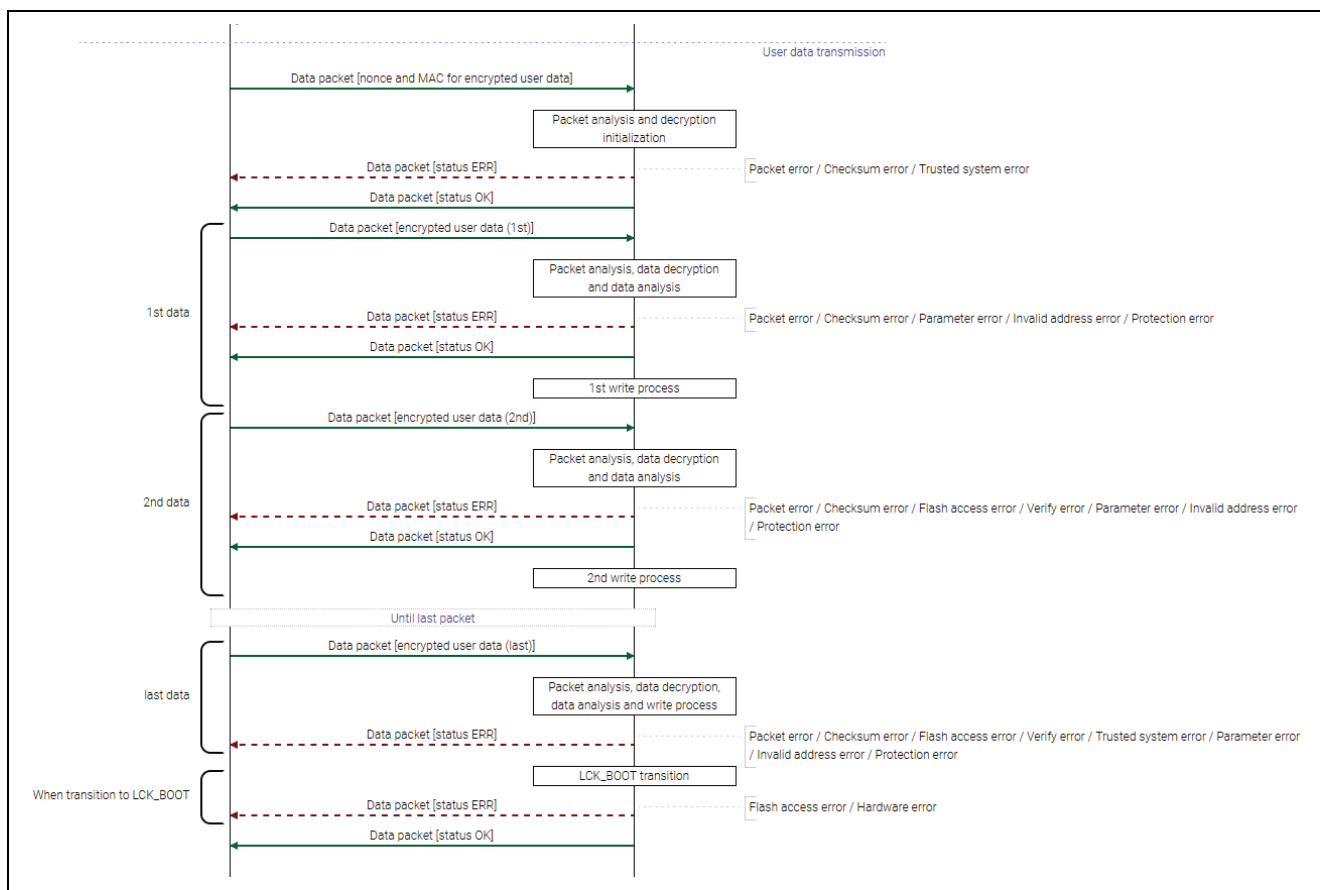 User data transmission
Data packet [nonce and MAC for encrypted user data]
Packet analysis and decryption
initialization
Data packet [status ERR]
Packet error / Checksum error / Trusted system error
Data packet [status OK]
Data packet [encrypted user data (1st)]
Packet analysis, data decryption
and data analysis
1st data
Data packet [status ERR]
Packet error / Checksum error / Parameter error / Invalid address error / Protection error
Data packet [status OK]
1st write process
Data packet [encrypted user data (2nd)]
Packet analysis, data decryption
and data analysis
2nd data
Data packet [status ERR]
Packet error / Checksum error / Flash access error / Verify error / Parameter error / Invalid address error
/ Protection error
Data packet [status OK]
2nd write process
Until last packet
Data packet [encrypted user data (last)]
Packet analysis, data decryption,
data analysis and write process
last data
Data packet [status ERR]
Packet error / Checksum error / Flash access error / Verify error / Trusted system error / Parameter error
/ Invalid address error / Protection error
LCK_BOOT transition
When transition to LCK_BOOT
Data packet [status ERR]
Flash access error / Hardware error
Data packet [status OK]